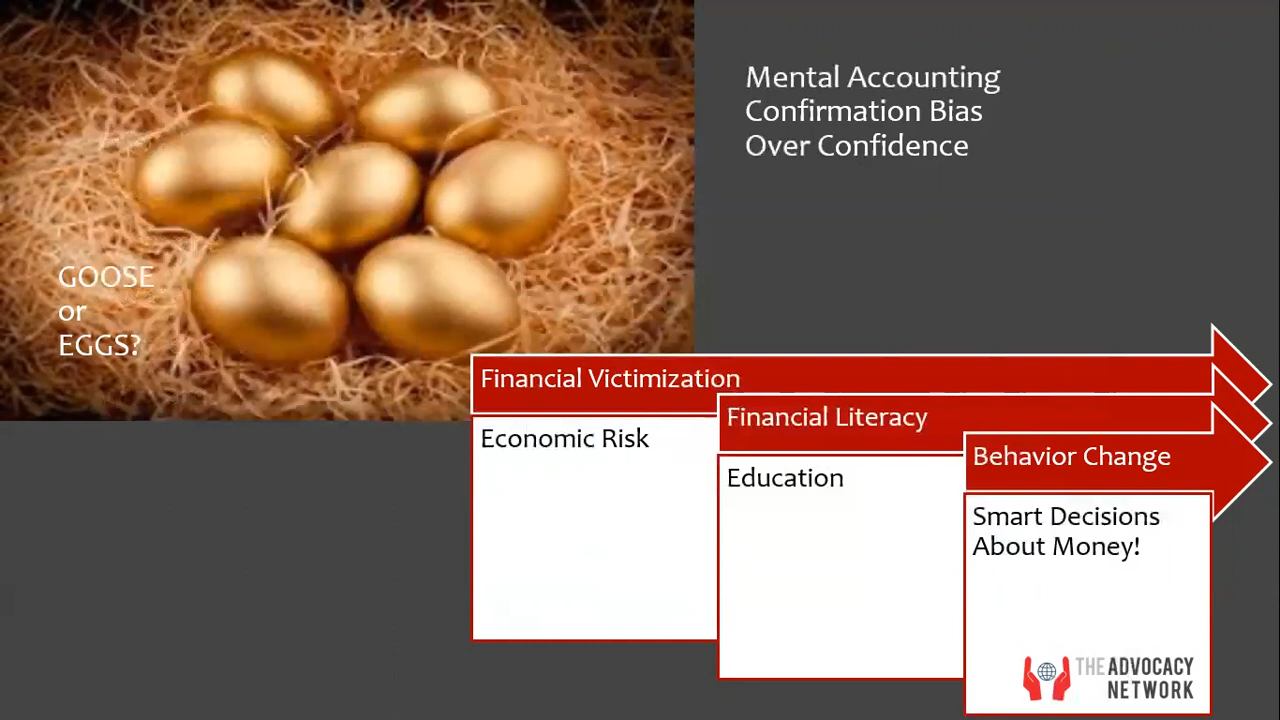 Mental Accounting
Confirmation Bias
Over Confidence
GOOSE
or
EGGS?
Financial Victimization
Economic Risk
Financial Literacy
Education
Behavior Change
Smart Decisions
About Money!
THE ADVOCACY
NETWORK